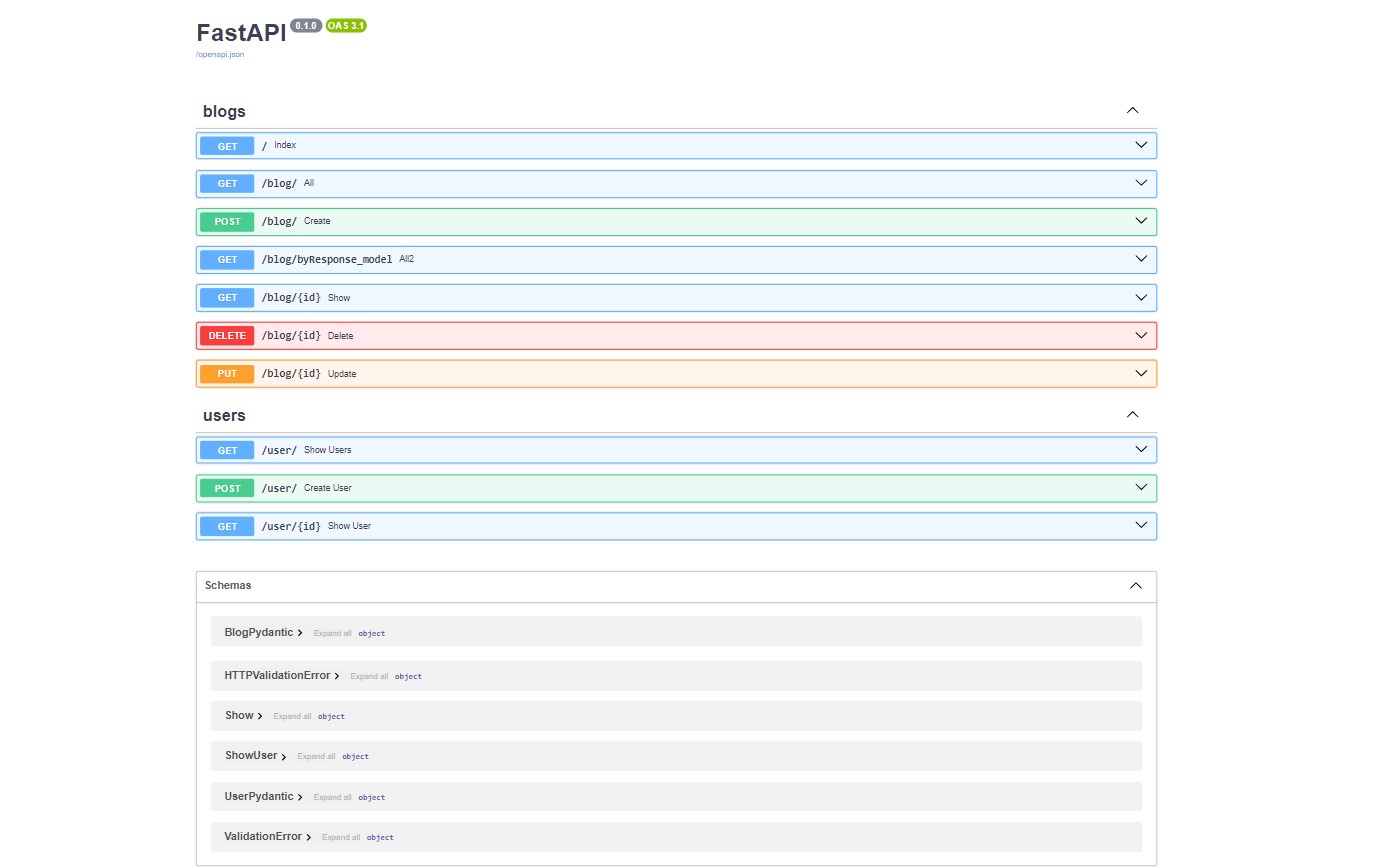 FastAPI 0.1.0 OAS 3.1
/openapi.json
blogs
GET / Index
GET /blog/ All
POST /blog/ Create
GET /blog/byResponse_model All2
GET /blog/{id} Show
DELETE /blog/{id} Delete
PUT /blog/{id} Update
users
GET /user/ Show Users
POST /user/ Create User
GET /user/{id} Show User
Schemas
BlogPydantic Expand all object
HTTPValidationError Expand all object
Show Expand all object
ShowUser Expand all object
UserPydantic Expand all object
ValidationError Expand all object